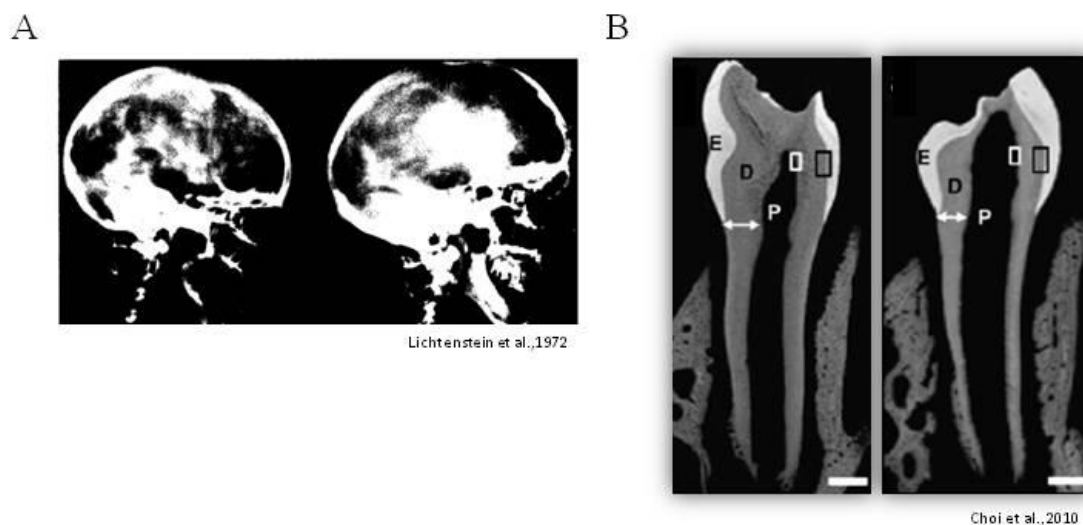 A
B
Lichtenstein et al.,1972
E
D
P
E
D
P
Choi et al.,2010